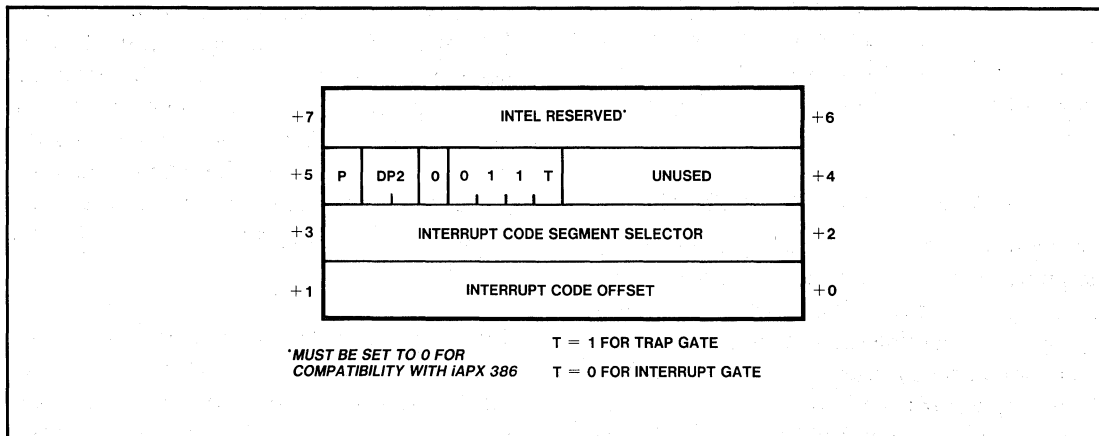 +7 INTEL RESERVED* +6
+5 P DP2 0 0 1 1 T UNUSED +4
+3 INTERRUPT CODE SEGMENT SELECTOR +2
+1 INTERRUPT CODE OFFSET +0
*MUST BE SET TO 0 FOR
COMPATIBILITY WITH iAPX 386
T = 1 FOR TRAP GATE
T = 0 FOR INTERRUPT GATE